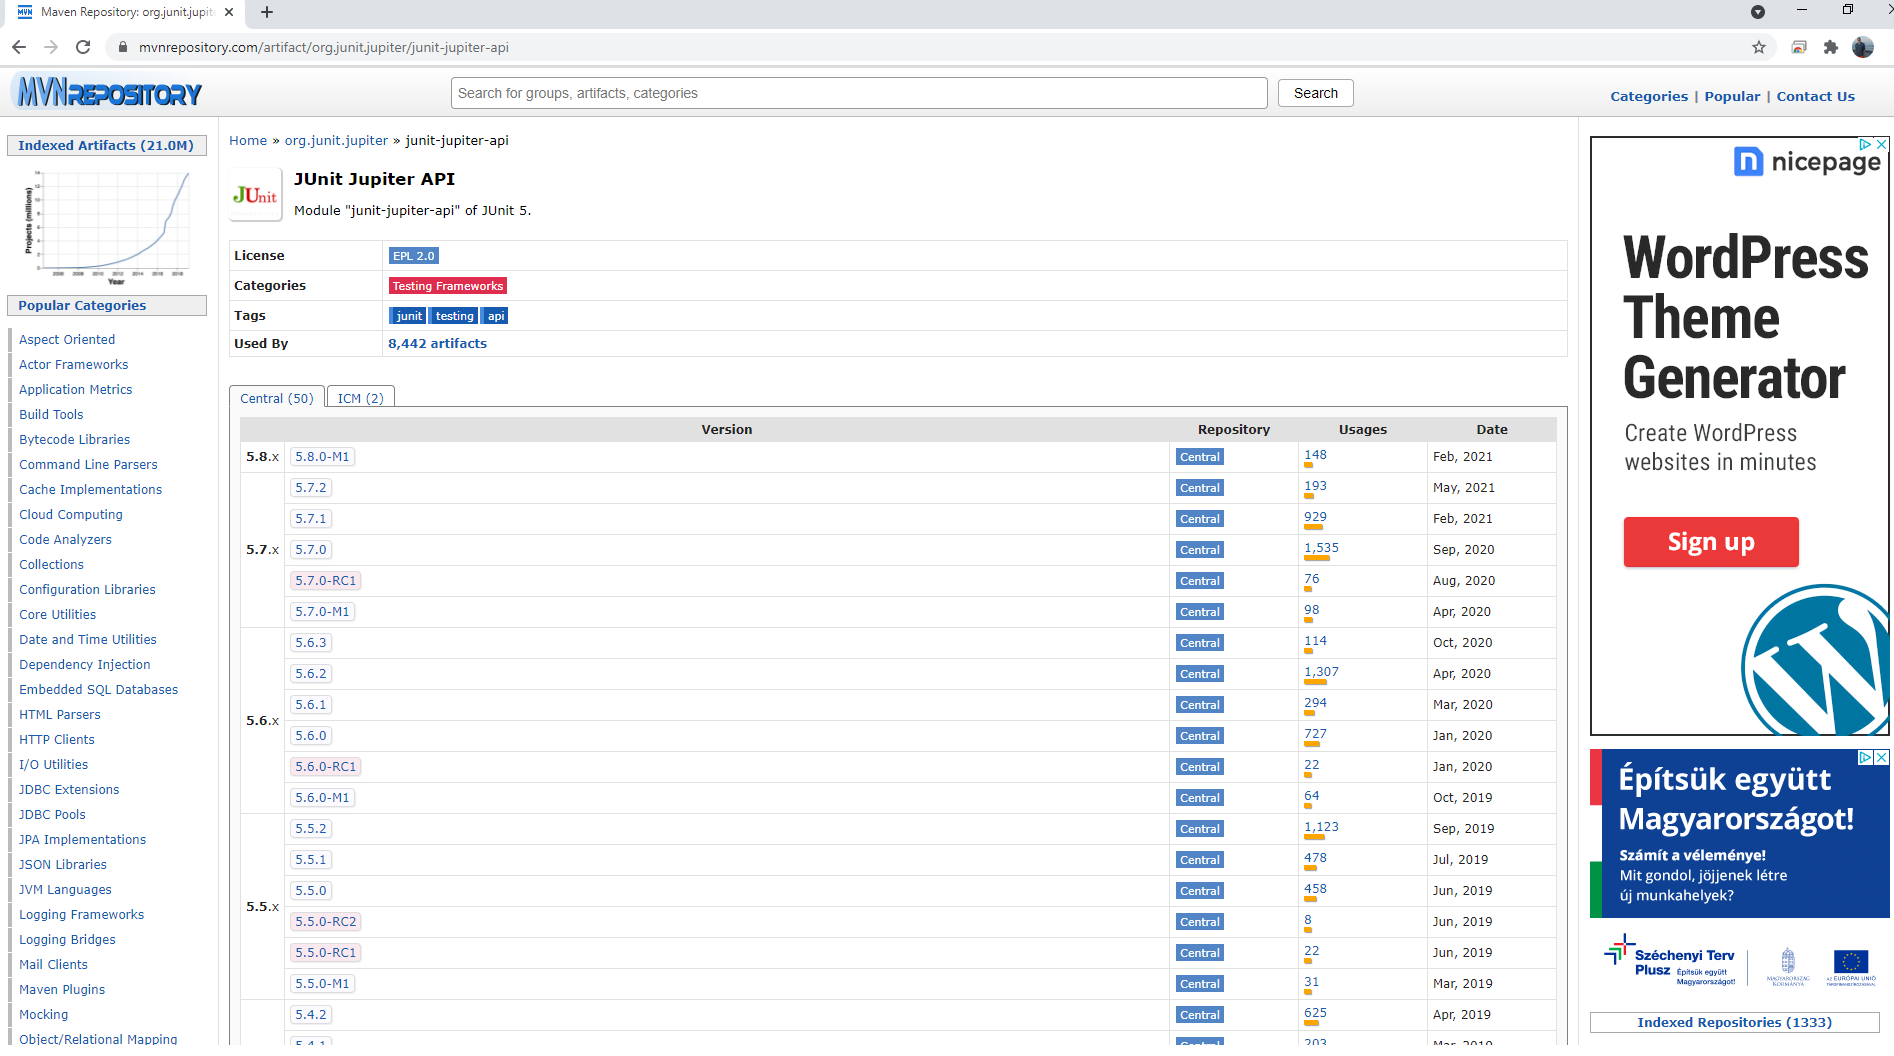 Maven Repository: org.junit.jupit
mvnrepository.com/artifact/org.junit.jupiter/junit-jupiter-api
MVNREPOSITORY
Search for groups, artifacts, categories
Search
Categories | Popular | Contact Us
Indexed Artifacts (21.0M)
Projects (millions)
Year
Popular Categories
Aspect Oriented
Actor Frameworks
Application Metrics
Build Tools
Bytecode Libraries
Command Line Parsers
Cache Implementations
Cloud Computing
Code Analyzers
Collections
Configuration Libraries
Core Utilities
Date and Time Utilities
Dependency Injection
Embedded SQL Databases
HTML Parsers
HTTP Clients
I/O Utilities
JDBC Extensions
JDBC Pools
JPA Implementations
JSON Libraries
JVM Languages
Logging Frameworks
Logging Bridges
Mail Clients
Maven Plugins
Mocking
Object/Relational Mapping
Home » org.junit.jupiter » junit-jupiter-api
JUnit
JUnit Jupiter API
Module "junit-jupiter-api" of JUnit 5.
License EPL 2.0
Categories Testing Frameworks
Tags junit testing api
Used By 8,442 artifacts
Central (50) ICM (2)
Version Repository Usages Date
5.8.x 5.8.0-M1 Central 148 Feb, 2021
5.7.2 Central 193 May, 2021
5.7.1 Central 929 Feb, 2021
5.7.x 5.7.0 Central 1,535 Sep, 2020
5.7.0-RC1 Central 76 Aug, 2020
5.7.0-M1 Central 98 Apr, 2020
5.6.3 Central 114 Oct, 2020
5.6.2 Central 1,307 Apr, 2020
5.6.1 Central 294 Mar, 2020
5.6.x
5.6.0 Central 727 Jan, 2020
5.6.0-RC1 Central 22 Jan, 2020
5.6.0-M1 Central 64 Oct, 2019
5.5.2 Central 1,123 Sep, 2019
5.5.1 Central 478 Jul, 2019
5.5.0 Central 458 Jun, 2019
5.5.x
5.5.0-RC2 Central 8 Jun, 2019
5.5.0-RC1 Central 22 Jun, 2019
5.5.0-M1 Central 31 Mar, 2019
5.4.2 Central 625 Apr, 2019
5.4.1 Central 203 Mar, 2019
nicepage
WordPress
Theme
Generator
Create WordPress
websites in minutes
Sign up
Építsük együtt
Magyarországot!
Számít a véleménye!
Mit gondol, jöjjenek létre
új munkahelyek?
Széchenyi Terv
Plusz Építsük együtt
Magyarországot!
MAGYARORSZÁG
KORMÁNYA
Indexed Repositories (1333)